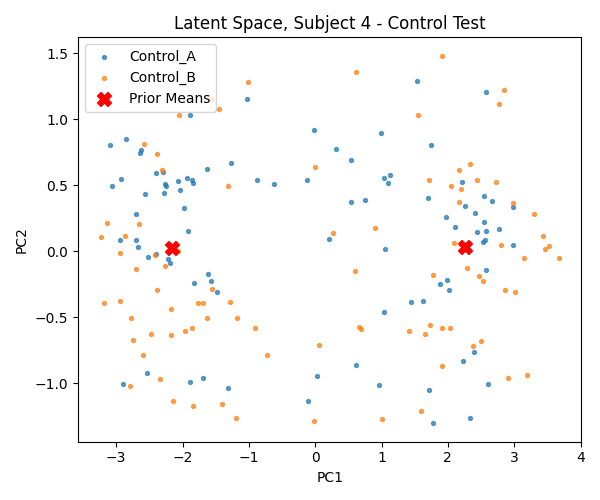 Latent Space, Subject 4 - Control Test
Control_A
Control_B
Prior Means
PC2
1.5
1.0
0.5
0.0
−0.5
−1.0
−3
−2
−1
0
1
2
3
4
PC1